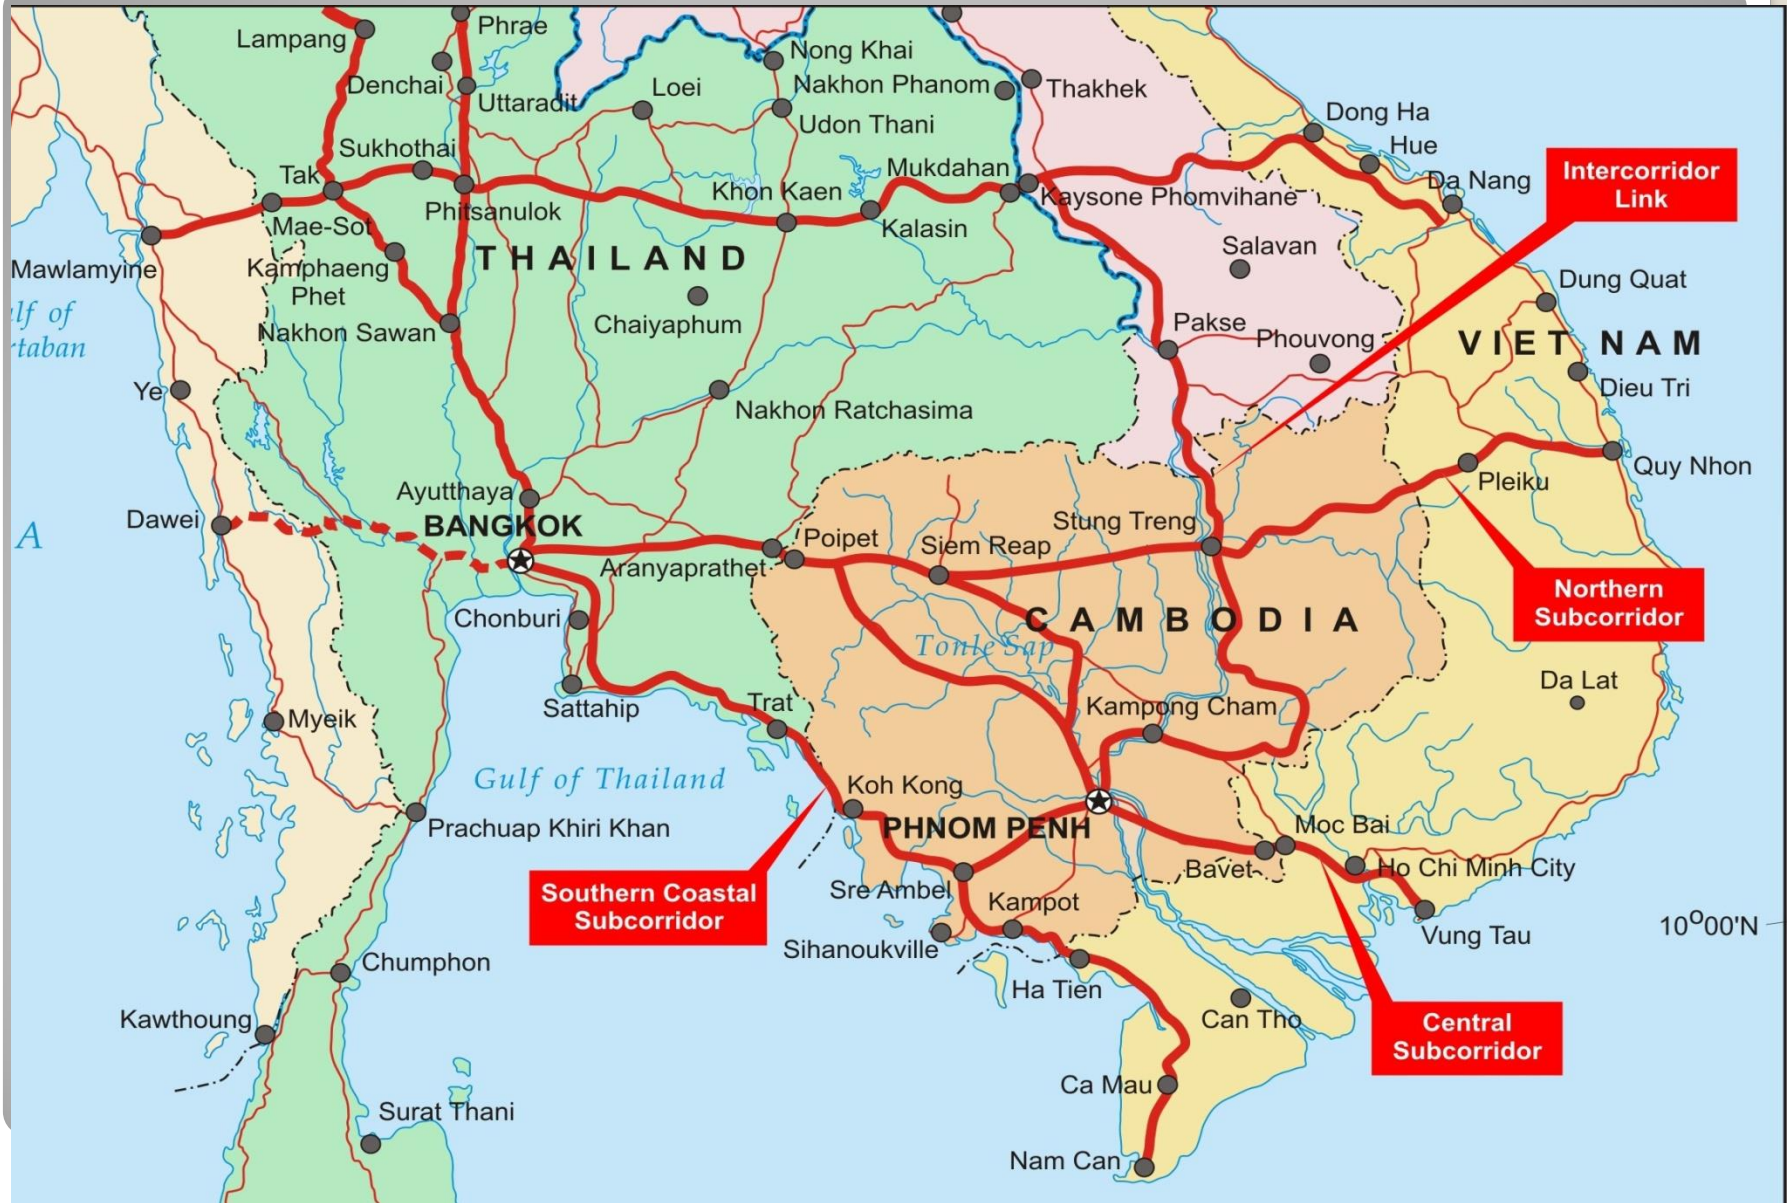 Lampang
Phrae
Denchai
Uttaradit
Loei
Nong Khai
Nakhon Phanom
Udon Thani
Thakhek
Dong Ha
Hue
Da Nang
Intercorridor
Link
Sukhothai
Tak
Mae-Sot
Phitsanulok
Khon Kaen
Mukdahan
Kaysone Phomvihane
Kalasin
Mawlamyine
Kamphaeng
Phet
THAILAND
Salavan
Dung Quat
ulf of
rtaban
Nakhon Sawan
Chaiyaphum
Pakse
Phouvong
VIET NAM
Ye
Nakhon Ratchasima
Dieu Tri
Quy Nhon
Pleiku
Ayutthaya
Dawei
BANGKOK
A
Poipet
Aranyaprathet
Siem Reap
Stung Treng
Northern
Subcorridor
Chonburi
CAMBODIA
Tonle Sap
Da Lat
Sattahip
Trat
Kampong Cham
Myeik
Gulf of Thailand
Koh Kong
Prachuap Khiri Khan
PHNOM PENH
Moc Bai
Bavet
Ho Chi Minh City
Southern Coastal
Subcorridor
Sre Ambel
Kampot
Sihanoukville
Vung Tau
10°00'N
Chumphon
Ha Tien
Can Tho
Kawthoung
Central
Subcorridor
Ca Mau
Surat Thani
Nam Can